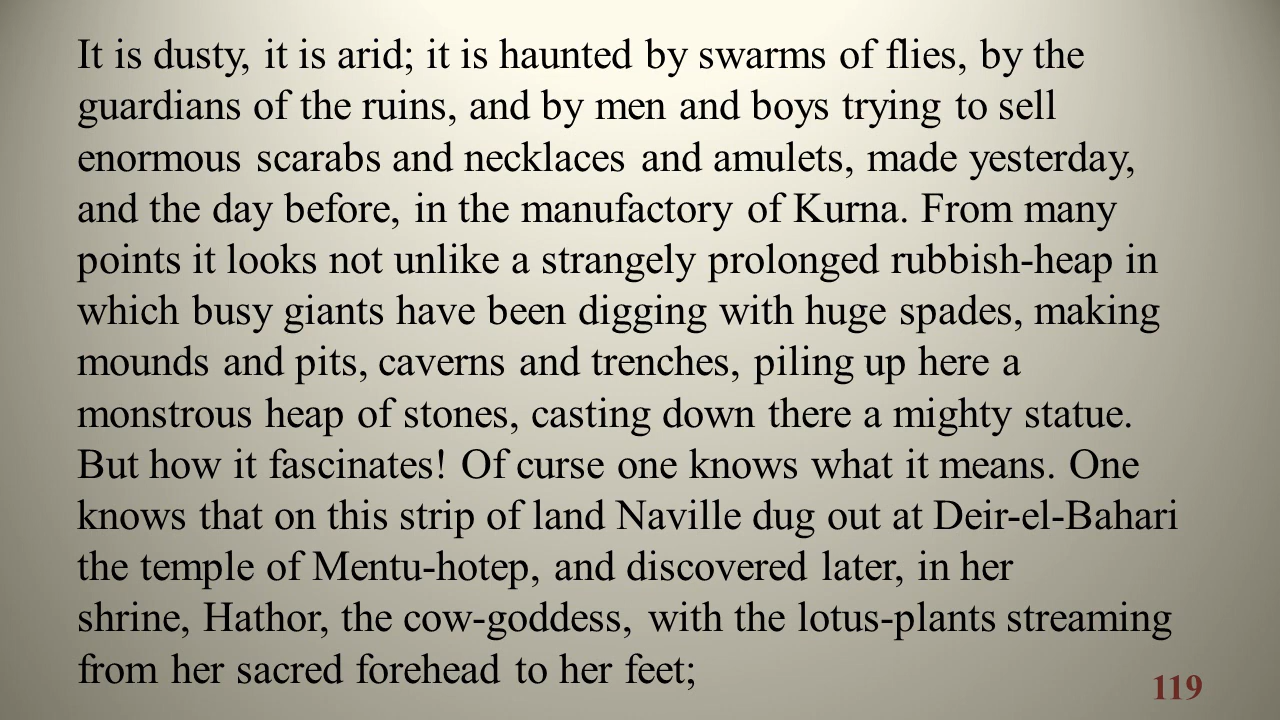 It is dusty, it is arid; it is haunted by swarms of flies, by the
guardians of the ruins, and by men and boys trying to sell
enormous scarabs and necklaces and amulets, made yesterday,
and the day before, in the manufactory of Kurna. From many
points it looks not unlike a strangely prolonged rubbish-heap in
which busy giants have been digging with huge spades, making
mounds and pits, caverns and trenches, piling up here a
monstrous heap of stones, casting down there a mighty statue.
But how it fascinates! Of curse one knows what it means. One
knows that on this strip of land Naville dug out at Deir-el-Bahari
the temple of Mentu-hotep, and discovered later, in her
shrine, Hathor, the cow-goddess, with the lotus-plants streaming
from her sacred forehead to her feet;
119